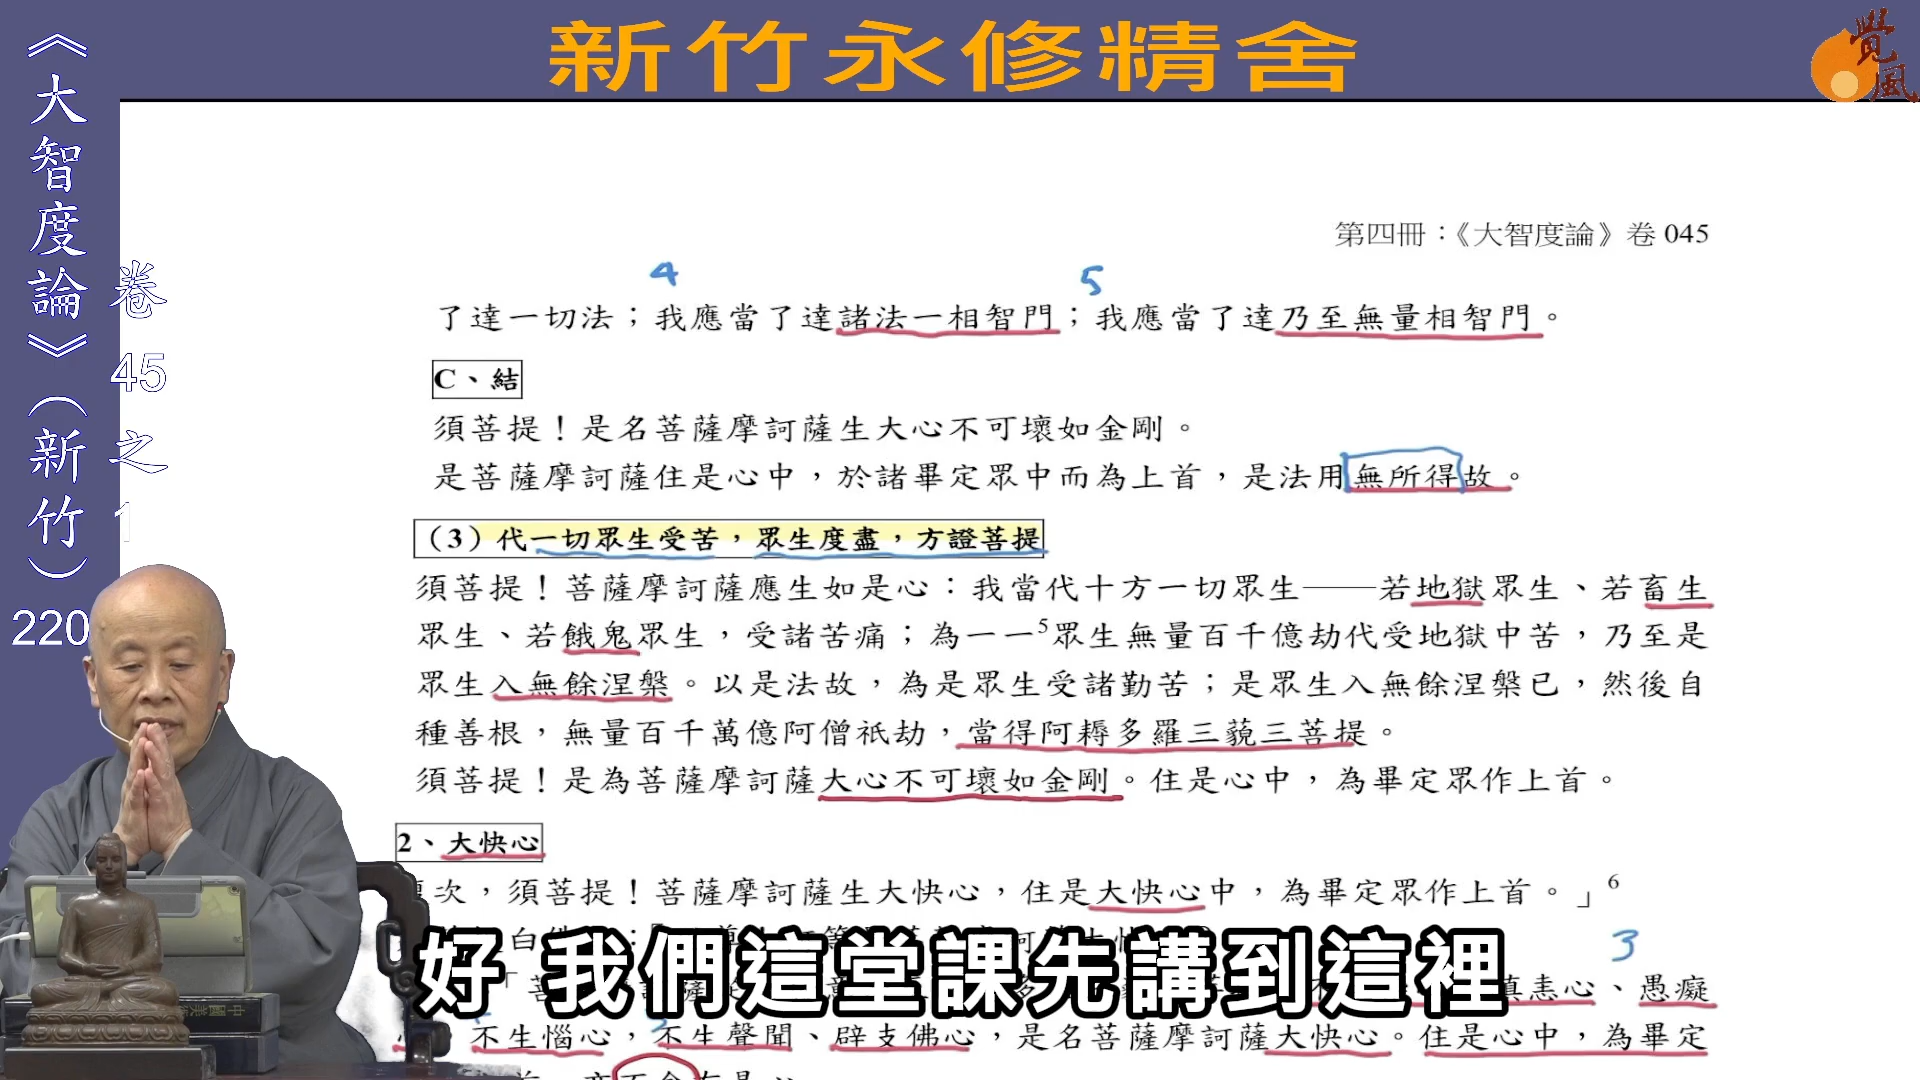 新竹永修精舍
覺風
《大智度論》（新竹）220
卷45之1
第四冊：《大智度論》卷 045
4 5
了達一切法；我應當了達諸法一相智門；我應當了達乃至無量相智門。
C、結
須菩提！是名菩薩摩訶薩生大心不可壞如金剛。
是菩薩摩訶薩住是心中，於諸畢定眾中而為上首，是法用無所得故。
（3）代一切眾生受苦，眾生度盡，方證菩提
須菩提！菩薩摩訶薩應生如是心：我當代十方一切眾生——若地獄眾生、若畜生
眾生、若餓鬼眾生，受諸苦痛；為一一5眾生無量百千億劫代受地獄中苦，乃至是
眾生入無餘涅槃。以是法故，為是眾生受諸勤苦；是眾生入無餘涅槃已，然後自
種善根，無量百千萬億阿僧祇劫，當得阿耨多羅三藐三菩提。
須菩提！是為菩薩摩訶薩大心不可壞如金剛。住是心中，為畢定眾作上首。
2、大快心
次，須菩提！菩薩摩訶薩生大快心，住是大快心中，為畢定眾作上首。」6
3
恚心、愚癡
不生惱心，不生聲聞、辟支佛心，是名菩薩摩訶薩大快心。住是心中，為畢定
好 我們這堂課先講到這裡